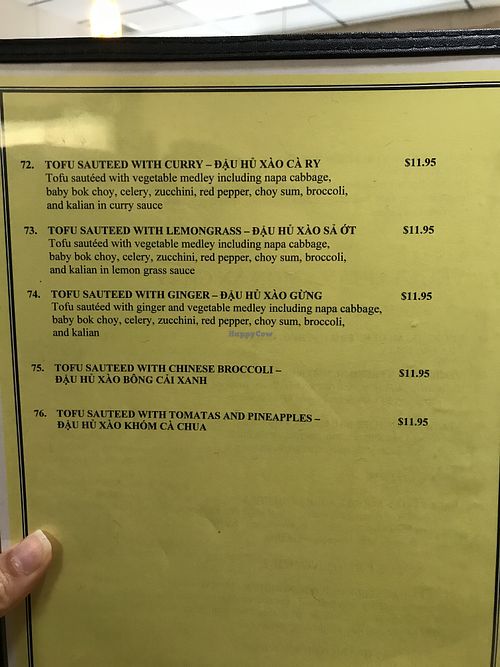 72. TOFU SAUTEED WITH CURRY – ĐẬU HỦ XÀO CÀ RY $11.95
Tofu sautéed with vegetable medley including napa cabbage,
baby bok choy, celery, zucchini, red pepper, choy sum, broccoli,
and kalian in curry sauce
73. TOFU SAUTEED WITH LEMONGRASS – ĐẬU HỦ XÀO SẢ ỚT $11.95
Tofu sautéed with vegetable medley including napa cabbage,
baby bok choy, celery, zucchini, red pepper, choy sum, broccoli,
and kalian in lemon grass sauce
74. TOFU SAUTEED WITH GINGER – ĐẬU HỦ XÀO GỪNG $11.95
Tofu sautéed with ginger and vegetable medley including napa cabbage,
baby bok choy, celery, zucchini, red pepper, choy sum, broccoli,
and kalian
HappyCow
75. TOFU SAUTEED WITH CHINESE BROCCOLI – $11.95
ĐẬU HỦ XÀO BÔNG CẢI XANH
76. TOFU SAUTEED WITH TOMATAS AND PINEAPPLES – $11.95
ĐẬU HỦ XÀO KHÓM CÀ CHUA